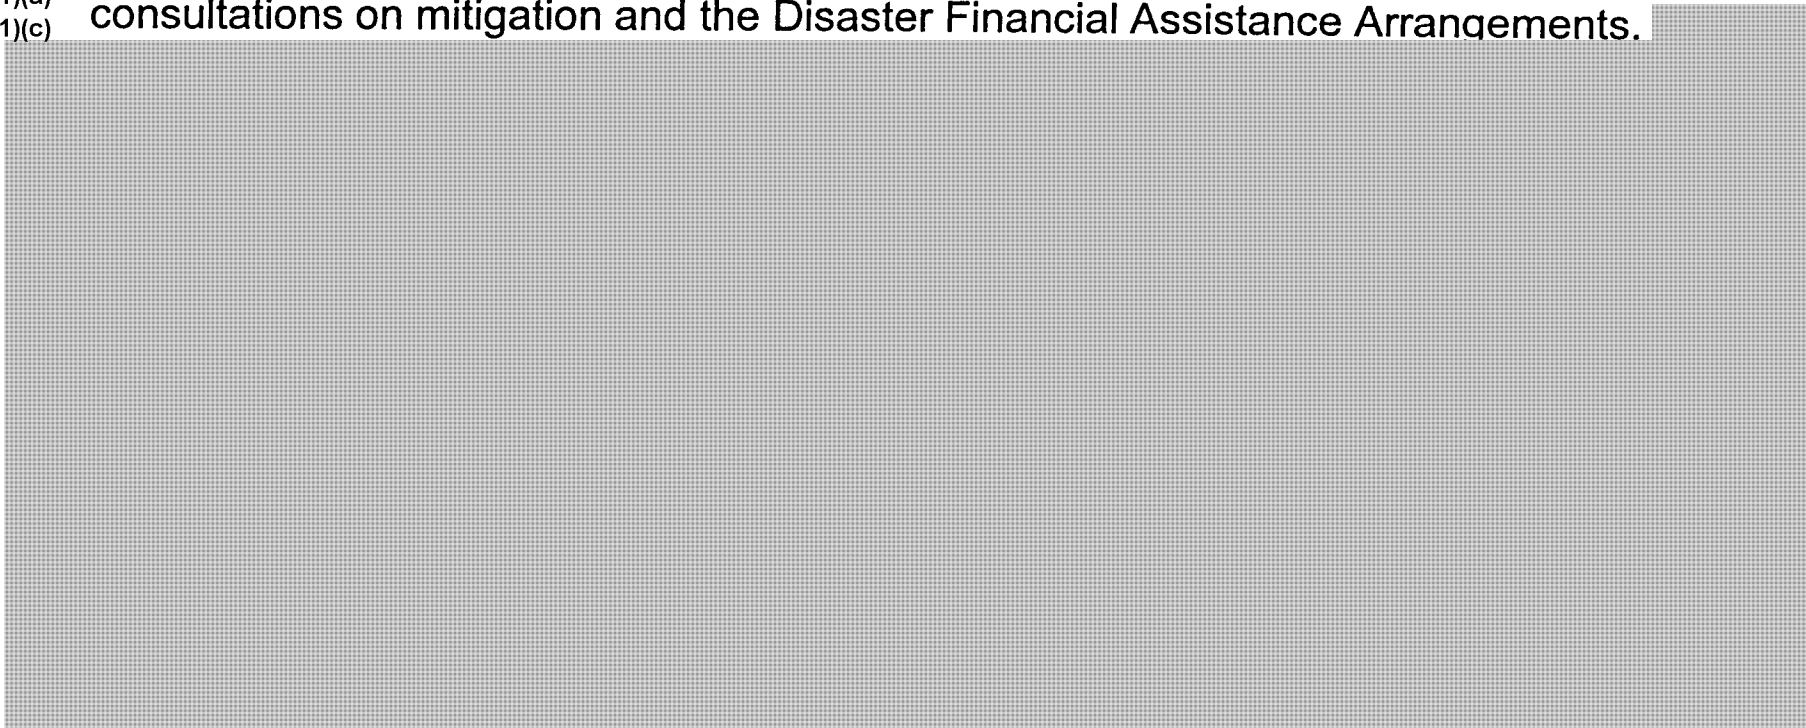 1)(c)
consultations on mitigation and the Disaster Financial Assistance Arrangements.